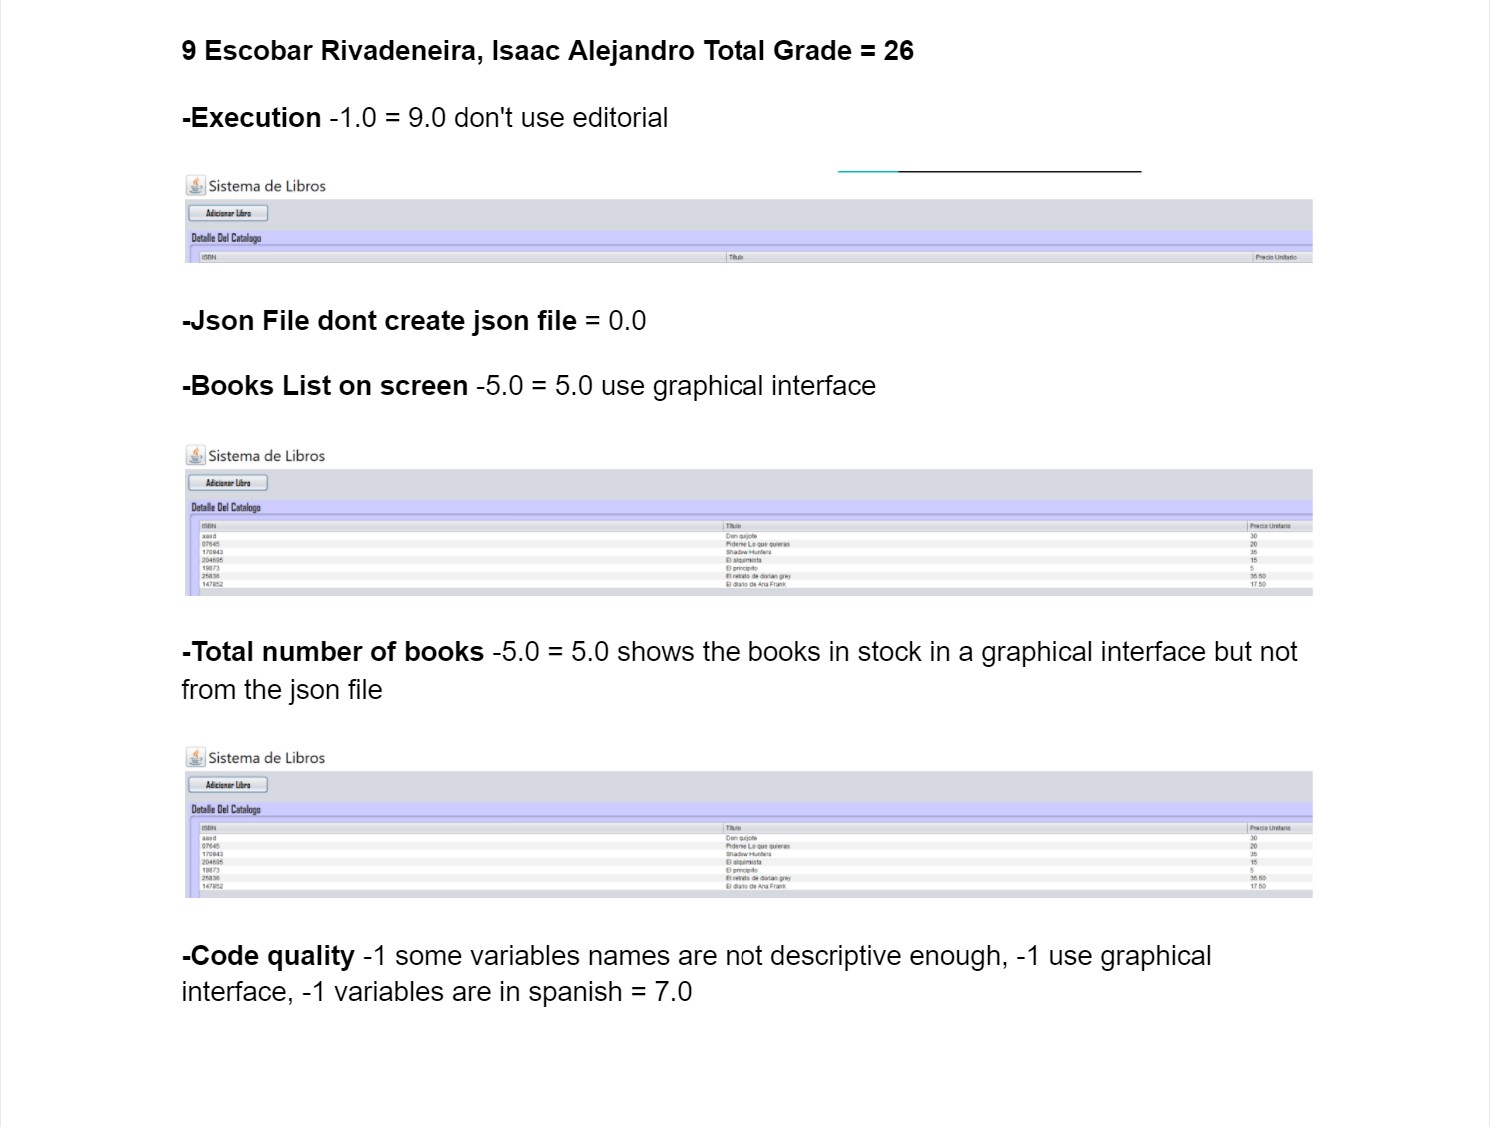 9 Escobar Rivadeneira, Isaac Alejandro Total Grade = 26
-Execution -1.0 = 9.0 don't use editorial
Sistema de Libros
Adicionar Libro
Detalle Del Catalogo
ISBN Título Precio Unitario
-Json File dont create json file = 0.0
-Books List on screen -5.0 = 5.0 use graphical interface
Sistema de Libros
Adicionar Libro
Detalle Del Catalogo
ISBN Título Precio Unitario
aasd Don quijote 30
07645 Pideme Lo que quieras 20
170943 Shadow Hunters 35
204695 El alquimista 15
19873 El principito 5
25836 El retrato de dorian grey 35.50
147852 El diario de Ana Frank 17.50
-Total number of books -5.0 = 5.0 shows the books in stock in a graphical interface but not
from the json file
Sistema de Libros
Adicionar Libro
Detalle Del Catalogo
ISBN Título Precio Unitario
aasd Don quijote 30
07645 Pideme Lo que quieras 20
170943 Shadow Hunters 35
204695 El alquimista 15
19873 El principito 5
25836 El retrato de dorian grey 35.50
147852 El diario de Ana Frank 17.50
-Code quality -1 some variables names are not descriptive enough, -1 use graphical
interface, -1 variables are in spanish = 7.0